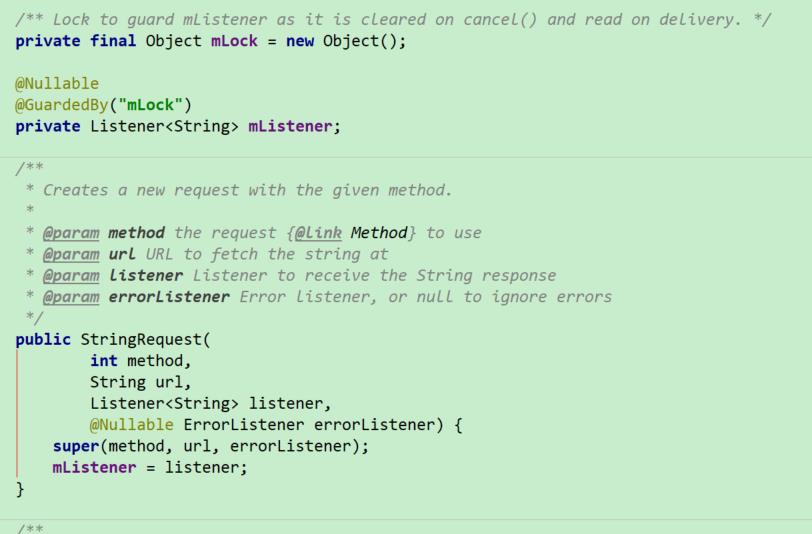 /** Lock to guard mListener as it is cleared on cancel() and read on delivery. */
private final Object mLock = new Object();
@Nullable
@GuardedBy("mLock")
private Listener<String> mListener;
/**
* Creates a new request with the given method.
*
* @param method the request {@link Method} to use
* @param url URL to fetch the string at
* @param listener Listener to receive the String response
* @param errorListener Error listener, or null to ignore errors
*/
public StringRequest(
int method,
String url,
Listener<String> listener,
@Nullable ErrorListener errorListener) {
super(method, url, errorListener);
mListener = listener;
}
/**